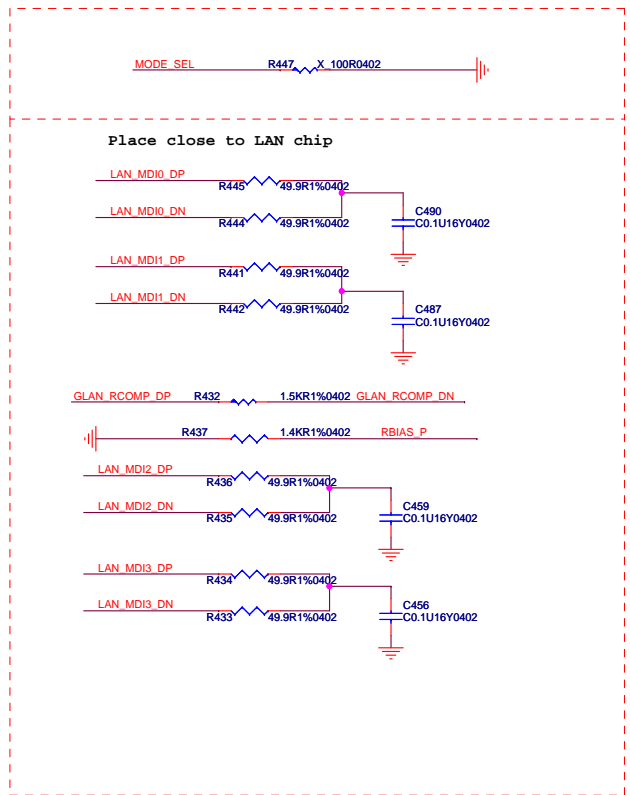 MODE_SEL R447 X_100R0402
Place close to LAN chip
LAN_MDI0_DP
R445 49.9R1%0402
LAN_MDI0_DN
R444 49.9R1%0402
C490
C0.1U16Y0402
LAN_MDI1_DP
R441 49.9R1%0402
LAN_MDI1_DN
R442 49.9R1%0402
C487
C0.1U16Y0402
GLAN_RCOMP_DP R432 1.5KR1%0402 GLAN_RCOMP_DN
R437 1.4KR1%0402 RBIAS_P
LAN_MDI2_DP
R436 49.9R1%0402
LAN_MDI2_DN
R435 49.9R1%0402
C459
C0.1U16Y0402
LAN_MDI3_DP
R434 49.9R1%0402
LAN_MDI3_DN
R433 49.9R1%0402
C456
C0.1U16Y0402